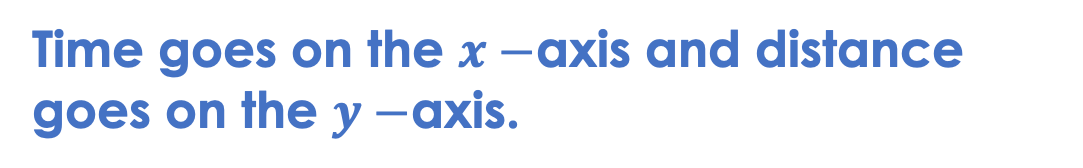 Time goes on the x −axis and distance
goes on the y −axis.